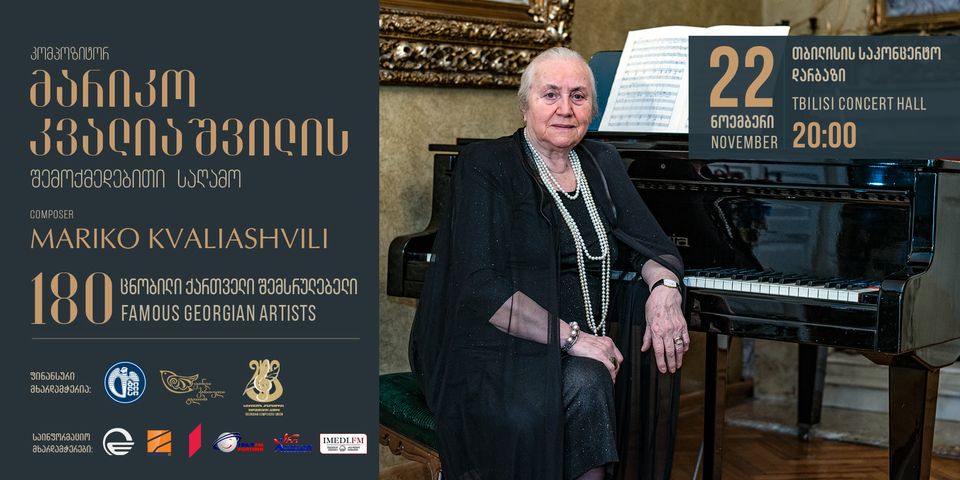 კომპოზიტორ
მარიკო
კვალიაშვილის
შემოქმედებითი საღამო
COMPOSER
MARIKO KVALIASHVILI
180 ცნობილი ქართველი შემსრულებელი
FAMOUS GEORGIAN ARTISTS
ფინანსური
მხარდამჭერია:
საინფორმაციო
მხარდამჭერები:
IMEDI.FM
22
ნოემბერი
NOVEMBER
თბილისის საკონცერტო
დარბაზი
TBILISI CONCERT HALL
20:00